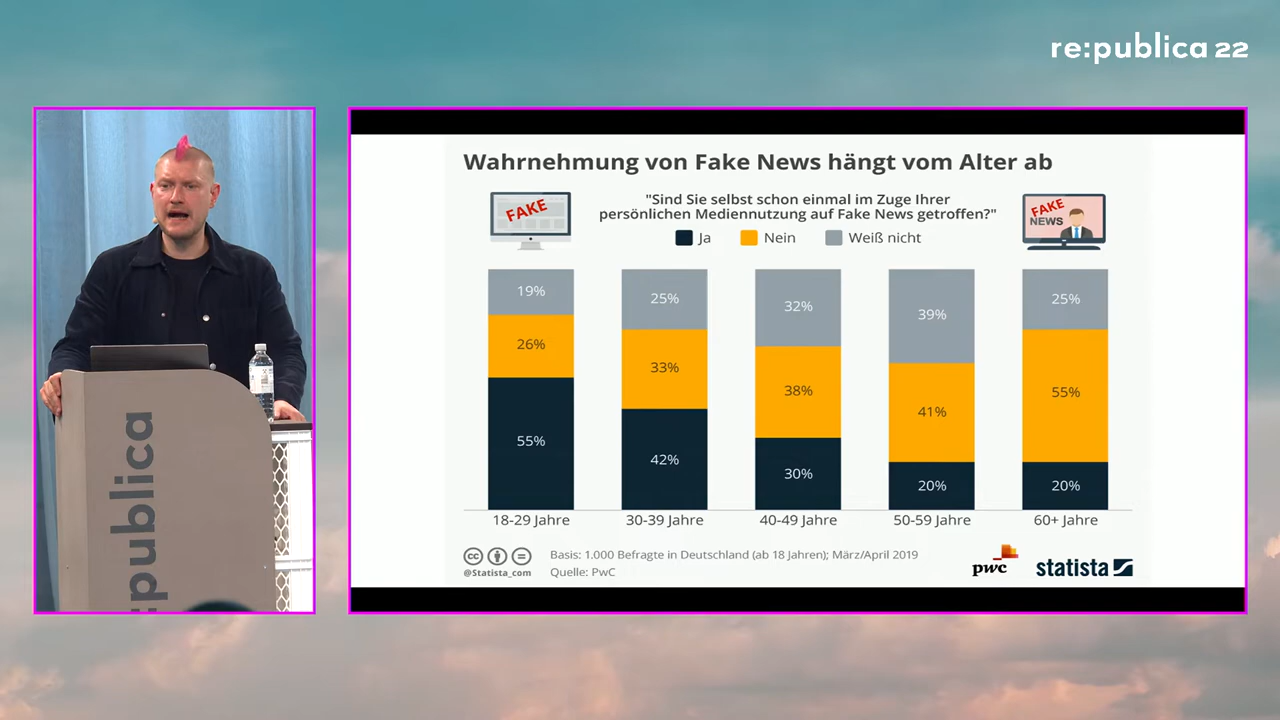 re:publica 22
Wahrnehmung von Fake News hängt vom Alter ab
FAKE
"Sind Sie selbst schon einmal im Zuge Ihrer
persönlichen Mediennutzung auf Fake News getroffen?"
FAKE
NEWS
Ja Nein Weiß nicht
19% 25% 32% 39% 25%
26% 33% 38% 41% 55%
55% 42% 30% 20% 20%
18-29 Jahre 30-39 Jahre 40-49 Jahre 50-59 Jahre 60+ Jahre
cc
@Statista_com
Basis: 1.000 Befragte in Deutschland (ab 18 Jahren); März/April 2019
Quelle: PwC
pwc
statista
:publica